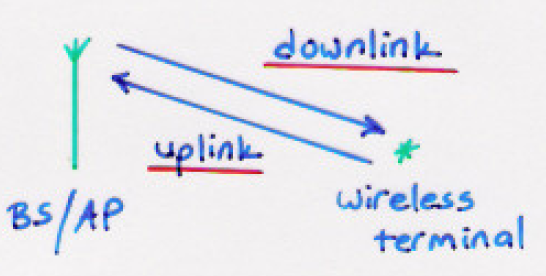 downlink
uplink
BS/AP
wireless
terminal